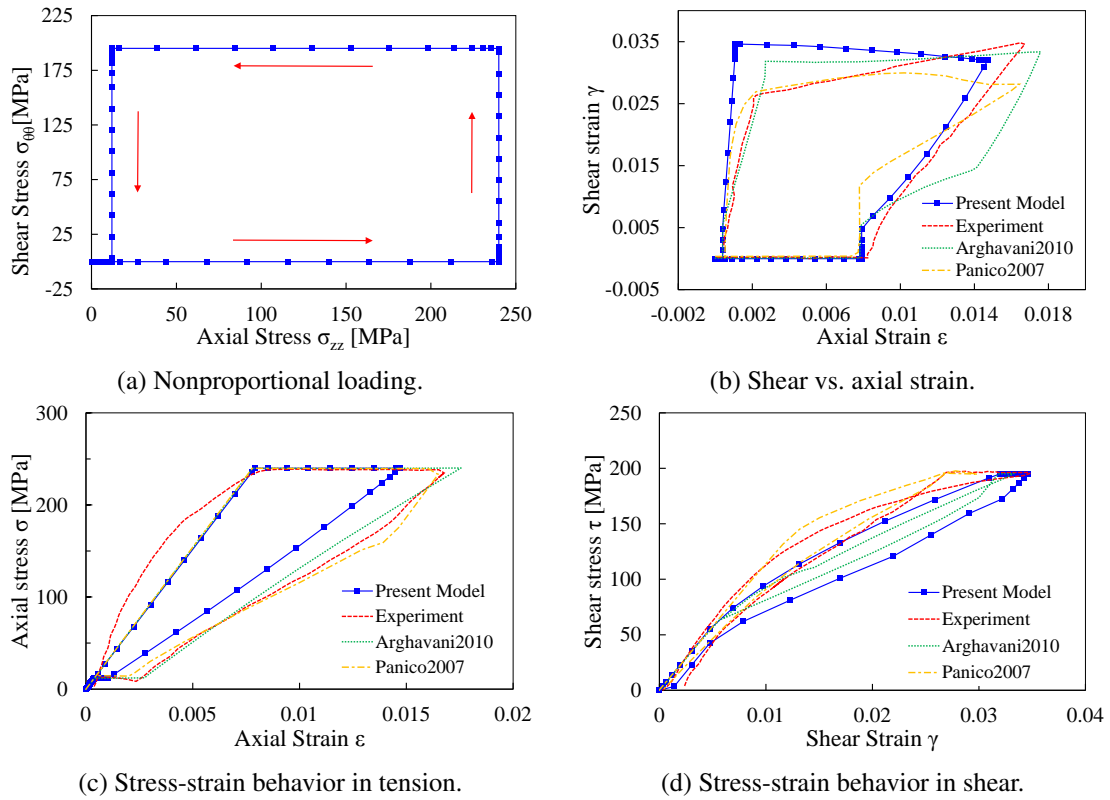 225
175
125
75
25
-25
Shear Stress σθθ[MPa]
0 50 100 150 200 250
Axial Stress σzz [MPa]
(a) Nonproportional loading.
0.035
0.025
0.015
0.005
-0.005
Shear strain γ
Present Model
Experiment
Arghavani2010
Panico2007
-0.002 0.002 0.006 0.010 0.014 0.018
Axial Strain ε
(b) Shear vs. axial strain.
300
200
100
0
Axial stress σ [MPa]
Present Model
Experiment
Arghavani2010
Panico2007
0 0.005 0.01 0.015 0.02
Axial Strain ε
(c) Stress-strain behavior in tension.
250
200
150
100
50
0
Shear stress τ [MPa]
Present Model
Experiment
Arghavani2010
Panico2007
0 0.01 0.02 0.03 0.04
Shear Strain γ
(d) Stress-strain behavior in shear.